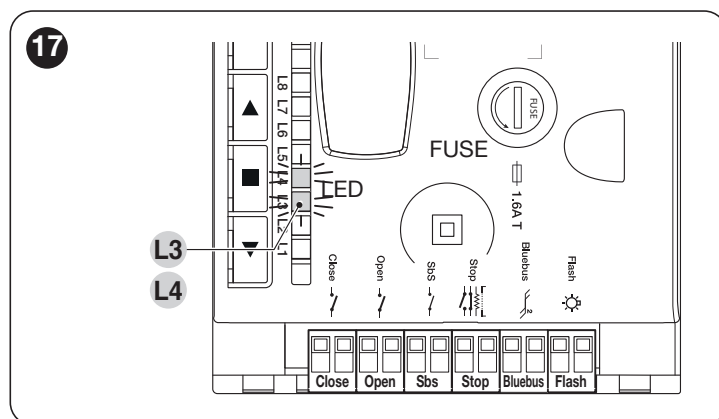 17
L8
L7
L6
L5
L4
L3
L2
L1
LED
FUSE
FUSE
1.6A T
L3
L4
Close
Open
SbS
Stop
Bluebus
Flash
2
Close
Open
Sbs
Stop
Bluebus
Flash